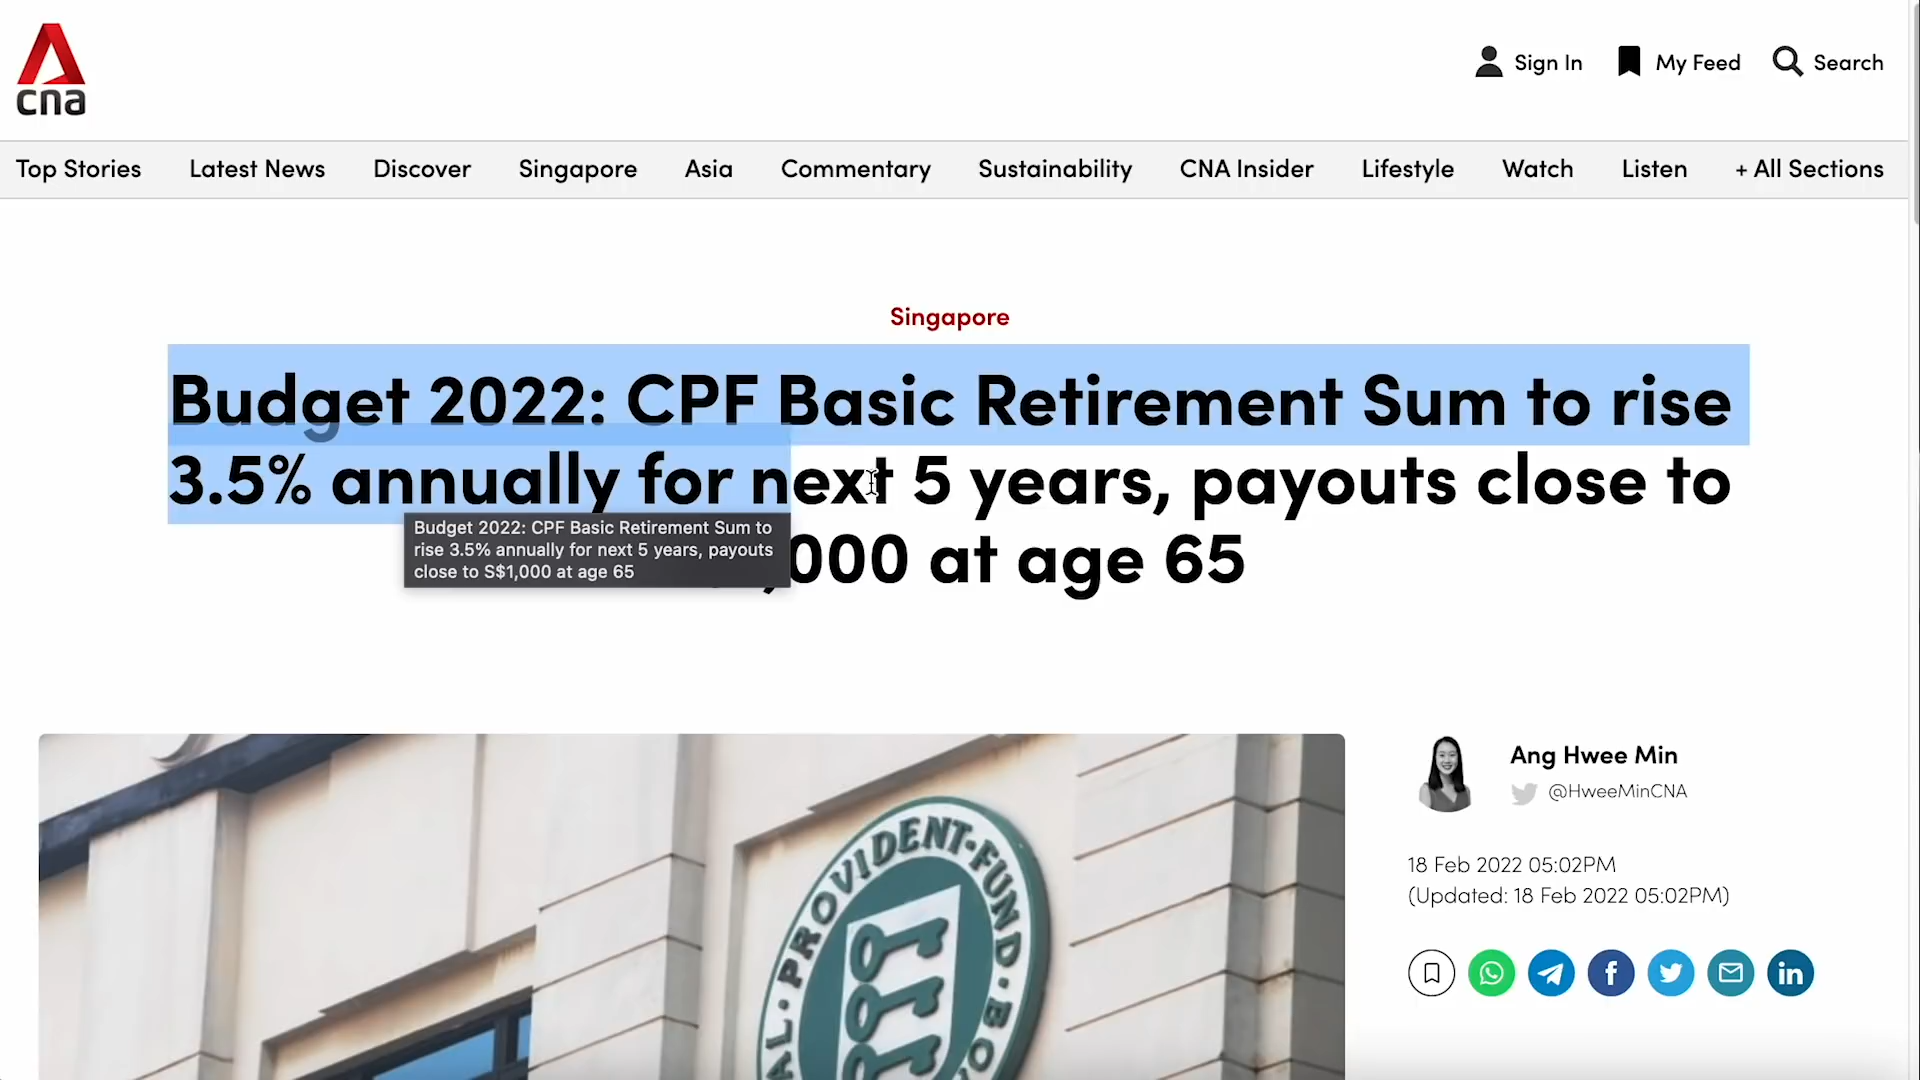 cna
Sign In
My Feed
Search
Top Stories
Latest News
Discover
Singapore
Asia
Commentary
Sustainability
CNA Insider
Lifestyle
Watch
Listen
+ All Sections
Singapore
Budget 2022: CPF Basic Retirement Sum to rise
3.5% annually for next 5 years, payouts close to
,000 at age 65
Budget 2022: CPF Basic Retirement Sum to
rise 3.5% annually for next 5 years, payouts
close to S$1,000 at age 65
PROVIDENT·FUND
Ang Hwee Min
@HweeMinCNA
18 Feb 2022 05:02PM
(Updated: 18 Feb 2022 05:02PM)